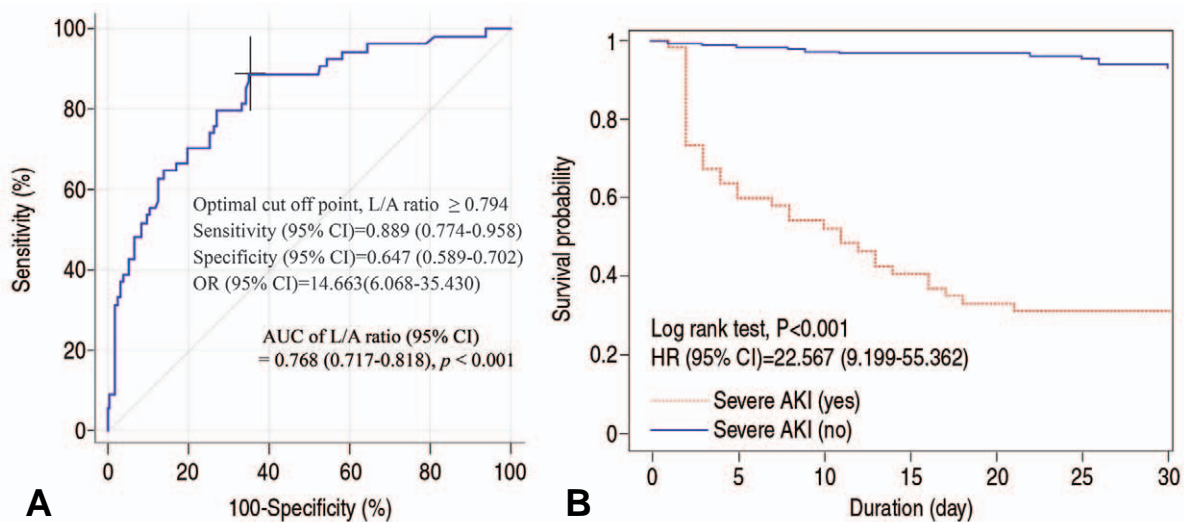 100
80
60
40
20
0
Sensitivity (%)
Optimal cut off point, L/A ratio ≥ 0.794
Sensitivity (95% CI)=0.889 (0.774-0.958)
Specificity (95% CI)=0.647 (0.589-0.702)
OR (95% CI)=14.663(6.068-35.430)
AUC of L/A ratio (95% CI)
= 0.768 (0.717-0.818), p < 0.001
0 20 40 60 80 100
100-Specificity (%)
A
1
0.8
0.6
0.4
0.2
0
Survival probability
Log rank test, P<0.001
HR (95% CI)=22.567 (9.199-55.362)
Severe AKI (yes)
Severe AKI (no)
0 5 10 15 20 25 30
Duration (day)
B